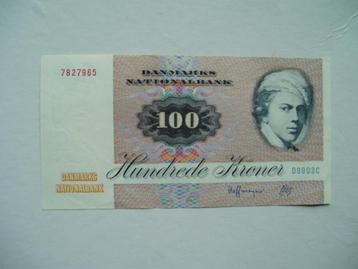 7827965
DANMARKS
NATIONALBANK
100
Hundrede Kroner
D9903C
DANMARKS
NATIONALBANK